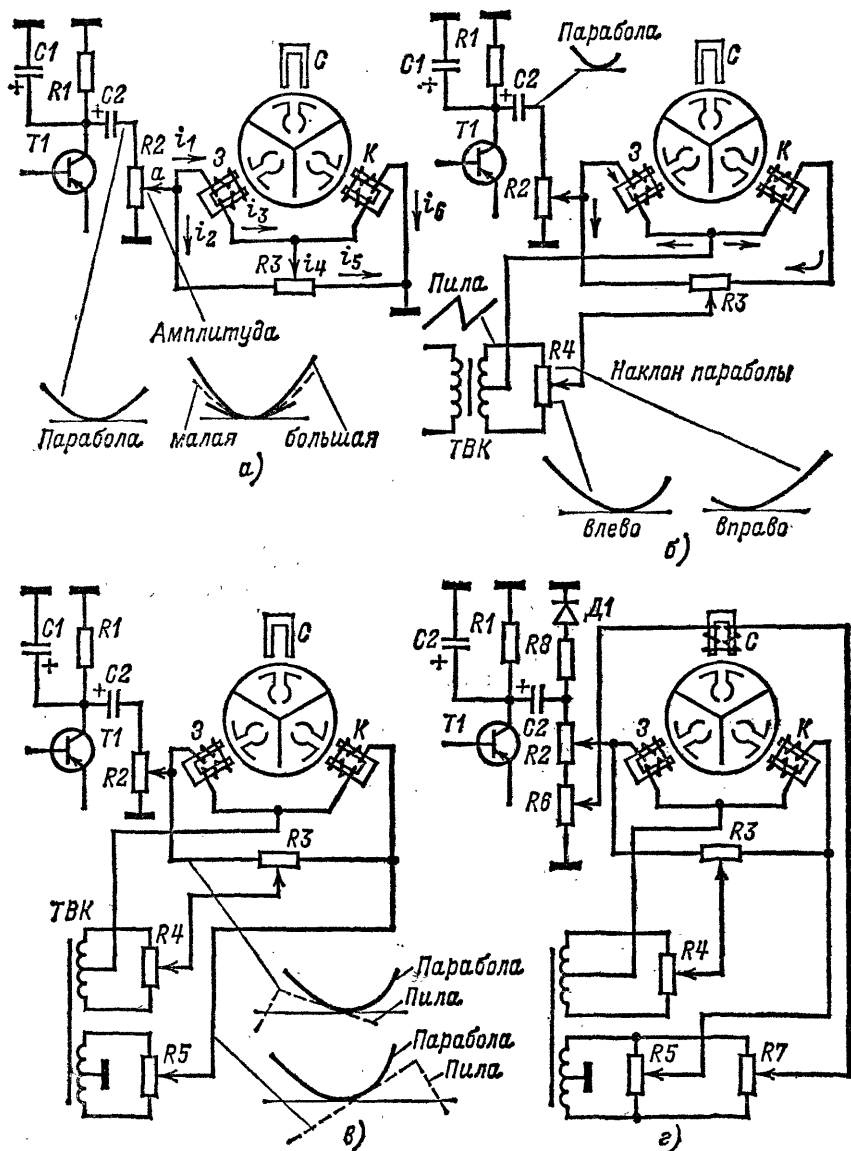 C1
R1
C2
+
+
T1
R2
a
i₁
i₂
З
i₃
С
К
i₆
R3
i₄
i₅
Амплитуда
Парабола
малая
большая
а)
R1
C1
+
C2
+
Парабола
T1
R2
С
З
К
R3
Пила
R4
ТВК
Наклон параболы
влево
вправо
б)
C1
R1
+
C2
+
T1
R2
С
З
К
R3
ТВК
R4
R5
Парабола
Пила
Парабола
Пила
в)
C2
+
R1
Д1
R8
+
C2
T1
R2
R6
С
З
К
R3
R4
R5
R7
г)